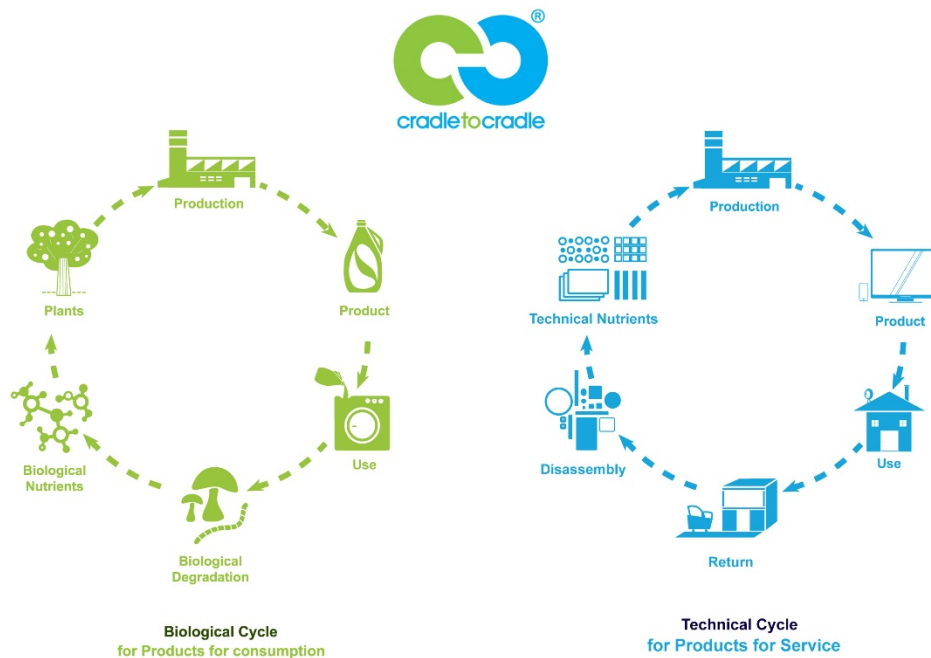 ®
cradletocradle
Production
Plants
Product
Biological
Nutrients
Use
Biological
Degradation
Biological Cycle
for Products for consumption
Production
Technical Nutrients
Product
Disassembly
Use
Return
Technical Cycle
for Products for Service